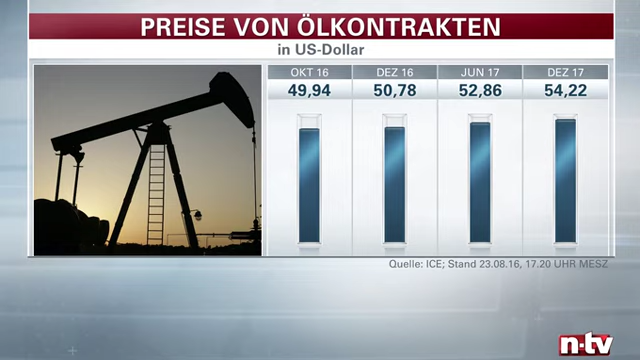 PREISE VON ÖLKONTRAKTEN
in US-Dollar
OKT 16 DEZ 16 JUN 17 DEZ 17
49,94 50,78 52,86 54,22
Quelle: ICE; Stand 23.08.16, 17.20 UHR MESZ
n-tv